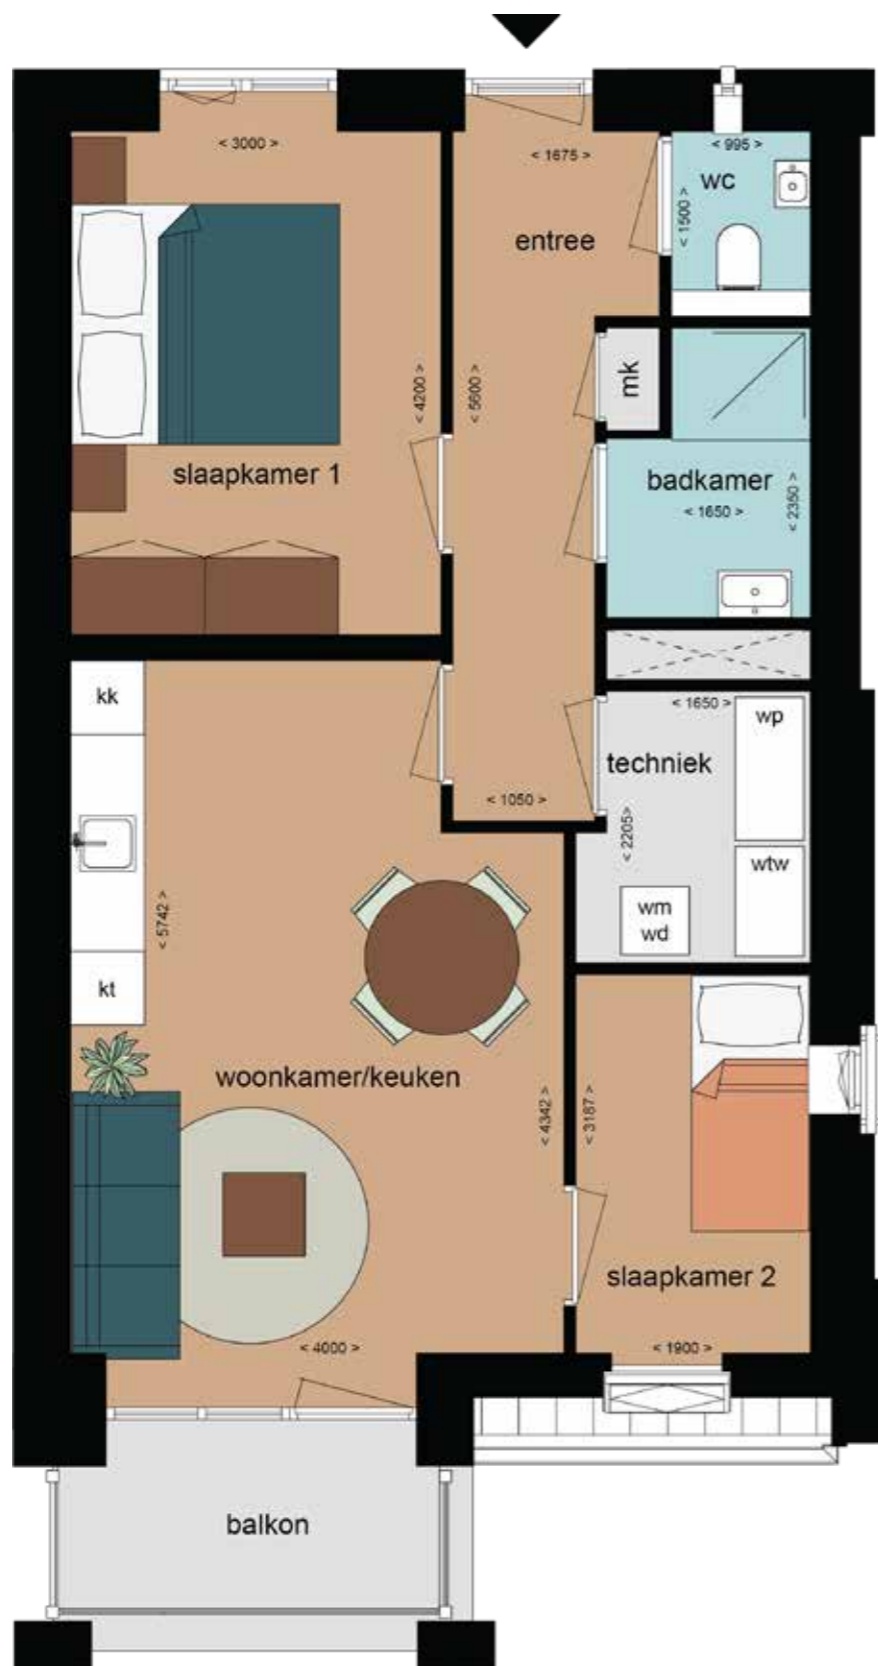 < 3000 >
< 1675 >
< 995 >
wc
< 1500 >
entree
< 4200 >
< 5600 >
mk
slaapkamer 1
badkamer
< 1650 >
< 2350 >
kk
< 1650 >
wp
techniek
< 1050 >
< 2205>
wtw
< 5742 >
wm
wd
kt
woonkamer/keuken
< 4342 >
< 3187 >
slaapkamer 2
< 4000 >
< 1900 >
balkon